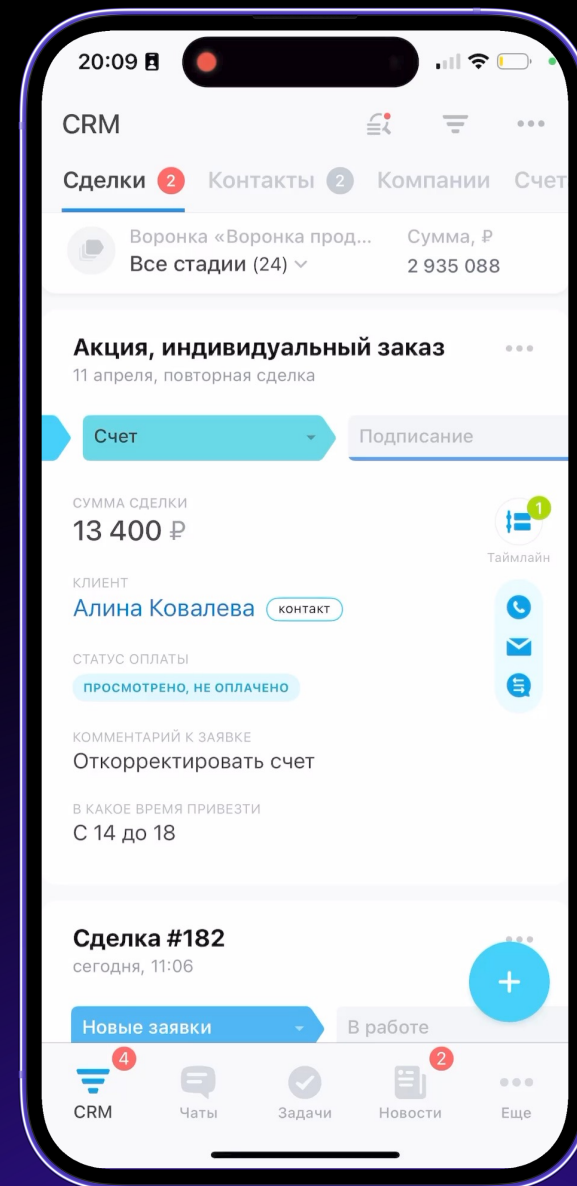 20:09
CRM
Сделки 2 Контакты 2 Компании Счет
Воронка «Воронка прод... Сумма, ₽
Все стадии (24) 2 935 088
Акция, индивидуальный заказ
11 апреля, повторная сделка
Счет Подписание
СУММА СДЕЛКИ
13 400 ₽
1
Таймлайн
КЛИЕНТ
Алина Ковалева контакт
СТАТУС ОПЛАТЫ
ПРОСМОТРЕНО, НЕ ОПЛАЧЕНО
КОММЕНТАРИЙ К ЗАЯВКЕ
Откорректировать счет
В КАКОЕ ВРЕМЯ ПРИВЕЗТИ
С 14 до 18
Сделка #182
сегодня, 11:06
Новые заявки В работе
4 2
CRM Чаты Задачи Новости Еще